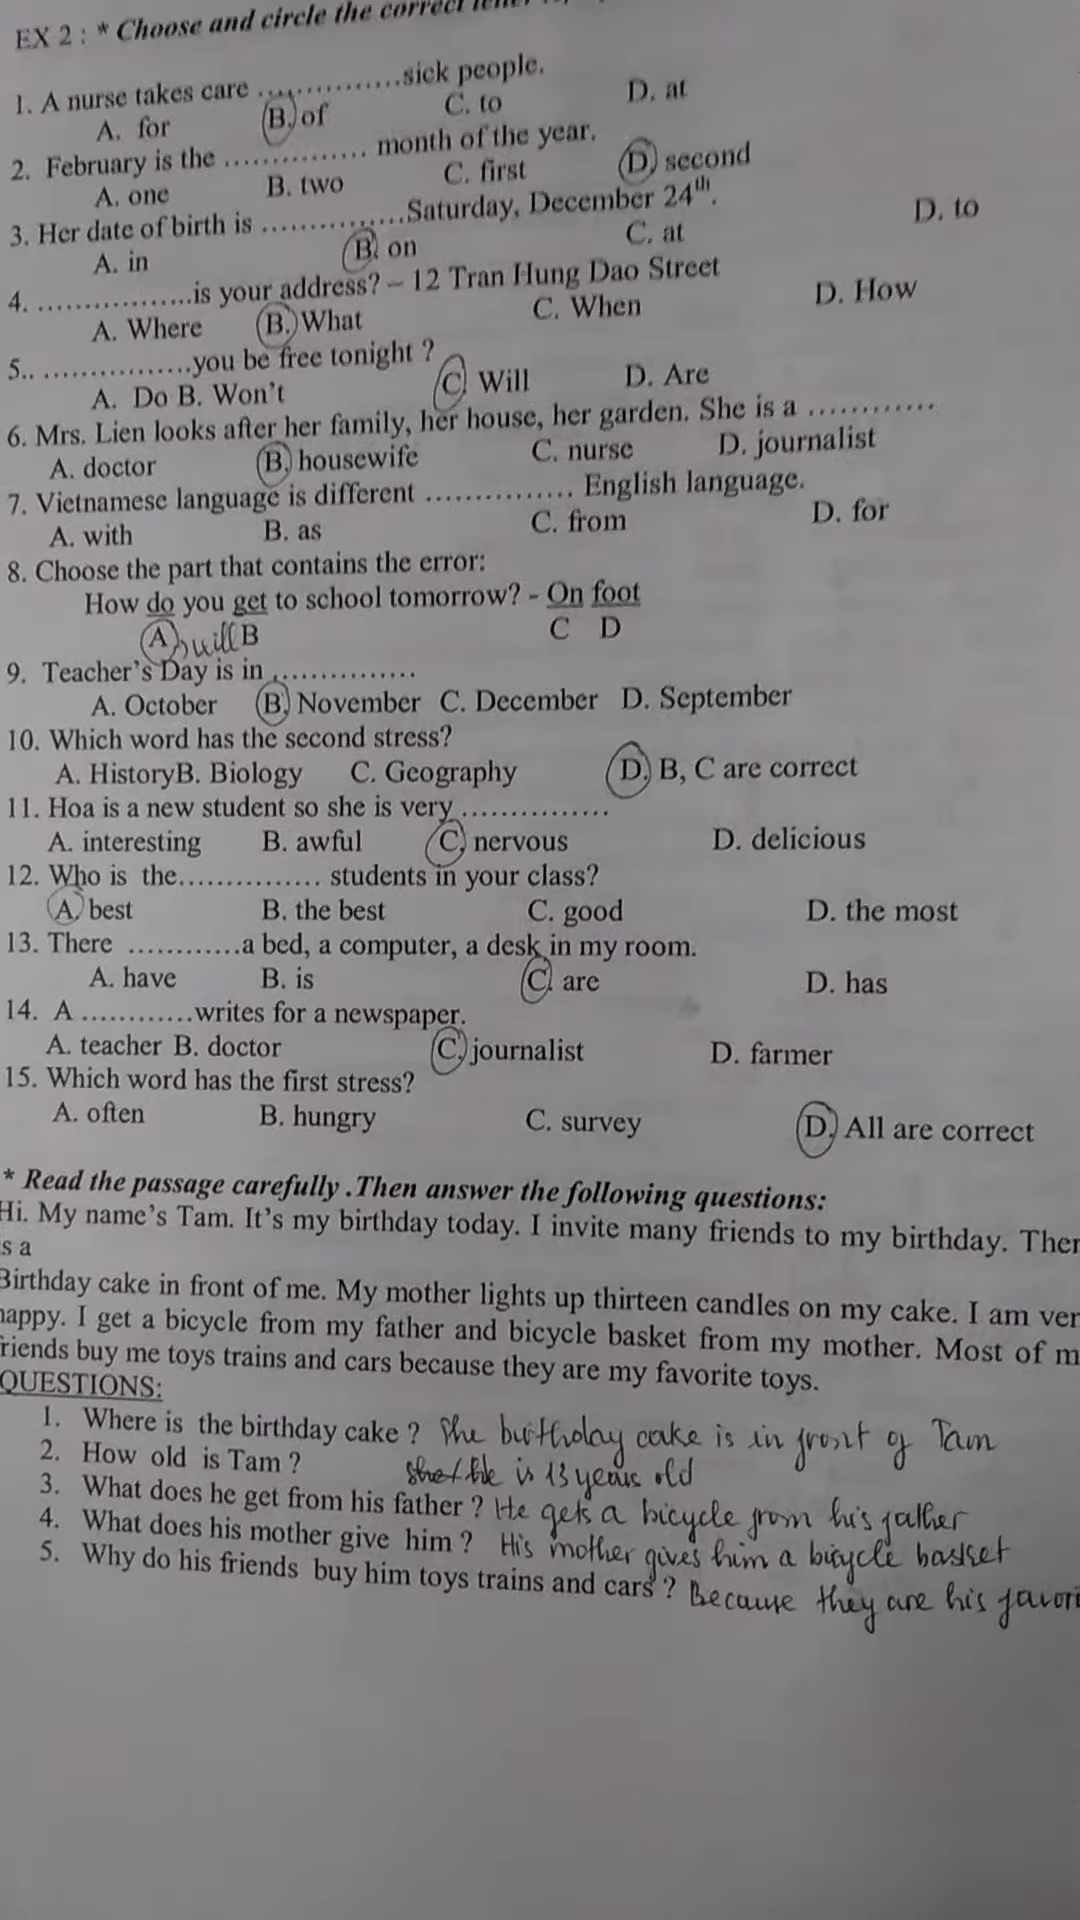 EX 2 : * Choose and circle the correct
1. A nurse takes care ................sick people.
A. for B. of C. to D. at
2. February is the ............... month of the year.
A. one B. two C. first D. second
3. Her date of birth is ................Saturday, December 24th.
A. in B. on C. at D. to
4. .................is your address? – 12 Tran Hung Dao Street
A. Where B. What C. When D. How
5.. ................you be free tonight ?
A. Do B. Won't C. Will D. Are
6. Mrs. Lien looks after her family, her house, her garden. She is a .............
A. doctor B. housewife C. nurse D. journalist
7. Vietnamese language is different ............... English language.
A. with B. as C. from D. for
8. Choose the part that contains the error:
How do you get to school tomorrow? - On foot
A → will B C D
9. Teacher's Day is in ...............
A. October B. November C. December D. September
10. Which word has the second stress?
A. HistoryB. Biology C. Geography D. B, C are correct
11. Hoa is a new student so she is very ................
A. interesting B. awful C. nervous D. delicious
12. Who is the............... students in your class?
A. best B. the best C. good D. the most
13. There ............a bed, a computer, a desk in my room.
A. have B. is C. are D. has
14. A ............writes for a newspaper.
A. teacher B. doctor C. journalist D. farmer
15. Which word has the first stress?
A. often B. hungry C. survey D. All are correct
* Read the passage carefully .Then answer the following questions:
Hi. My name's Tam. It's my birthday today. I invite many friends to my birthday. Ther
s a
Birthday cake in front of me. My mother lights up thirteen candles on my cake. I am ver
happy. I get a bicycle from my father and bicycle basket from my mother. Most of m
friends buy me toys trains and cars because they are my favorite toys.
QUESTIONS:
1. Where is the birthday cake ? The birthday cake is in front of Tam
2. How old is Tam ? She/He is 13 years old
3. What does he get from his father ? He gets a bicycle from his father
4. What does his mother give him ? His mother gives him a bicycle basket
5. Why do his friends buy him toys trains and cars ? Because they are his favori